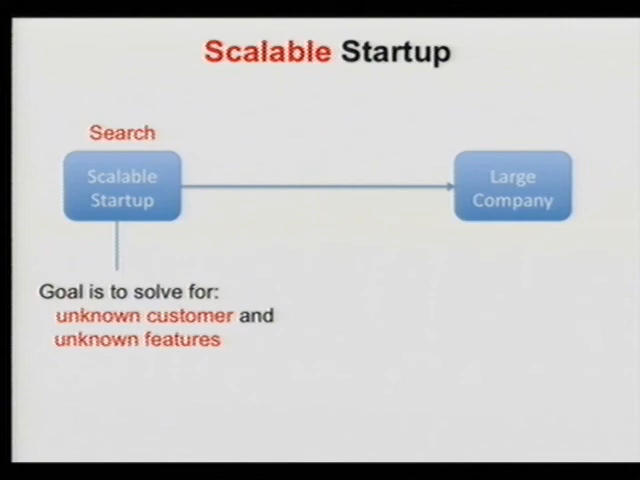 Scalable Startup
Search
Scalable
Startup
Large
Company
Goal is to solve for:
unknown customer and
unknown features